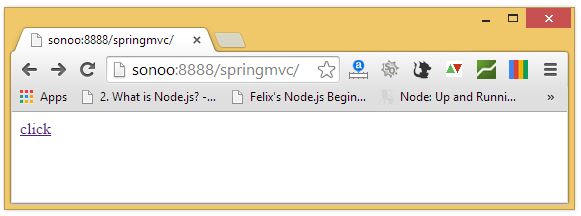 sonoo:8888/springmvc/
sonoo:8888/springmvc/
Apps 2. What is Node.js? -... Felix's Node.js Begin... Node: Up and Runni... »
click